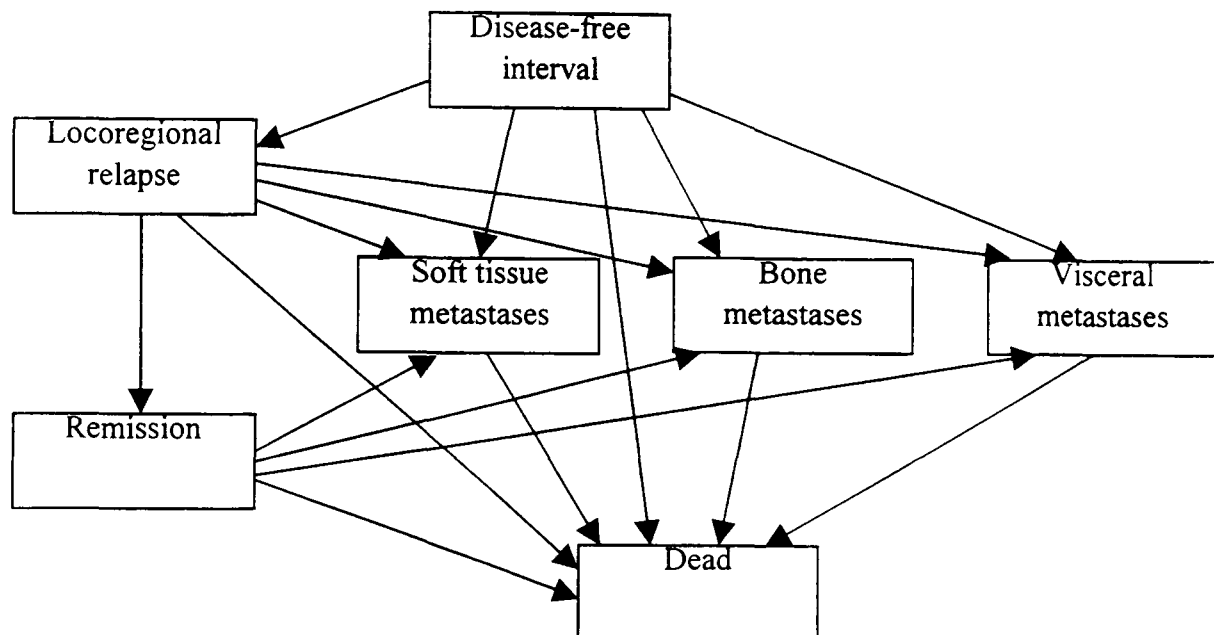 Disease-free
interval
Locoregional
relapse
Soft tissue
metastases
Bone
metastases
Visceral
metastases
Remission
Dead